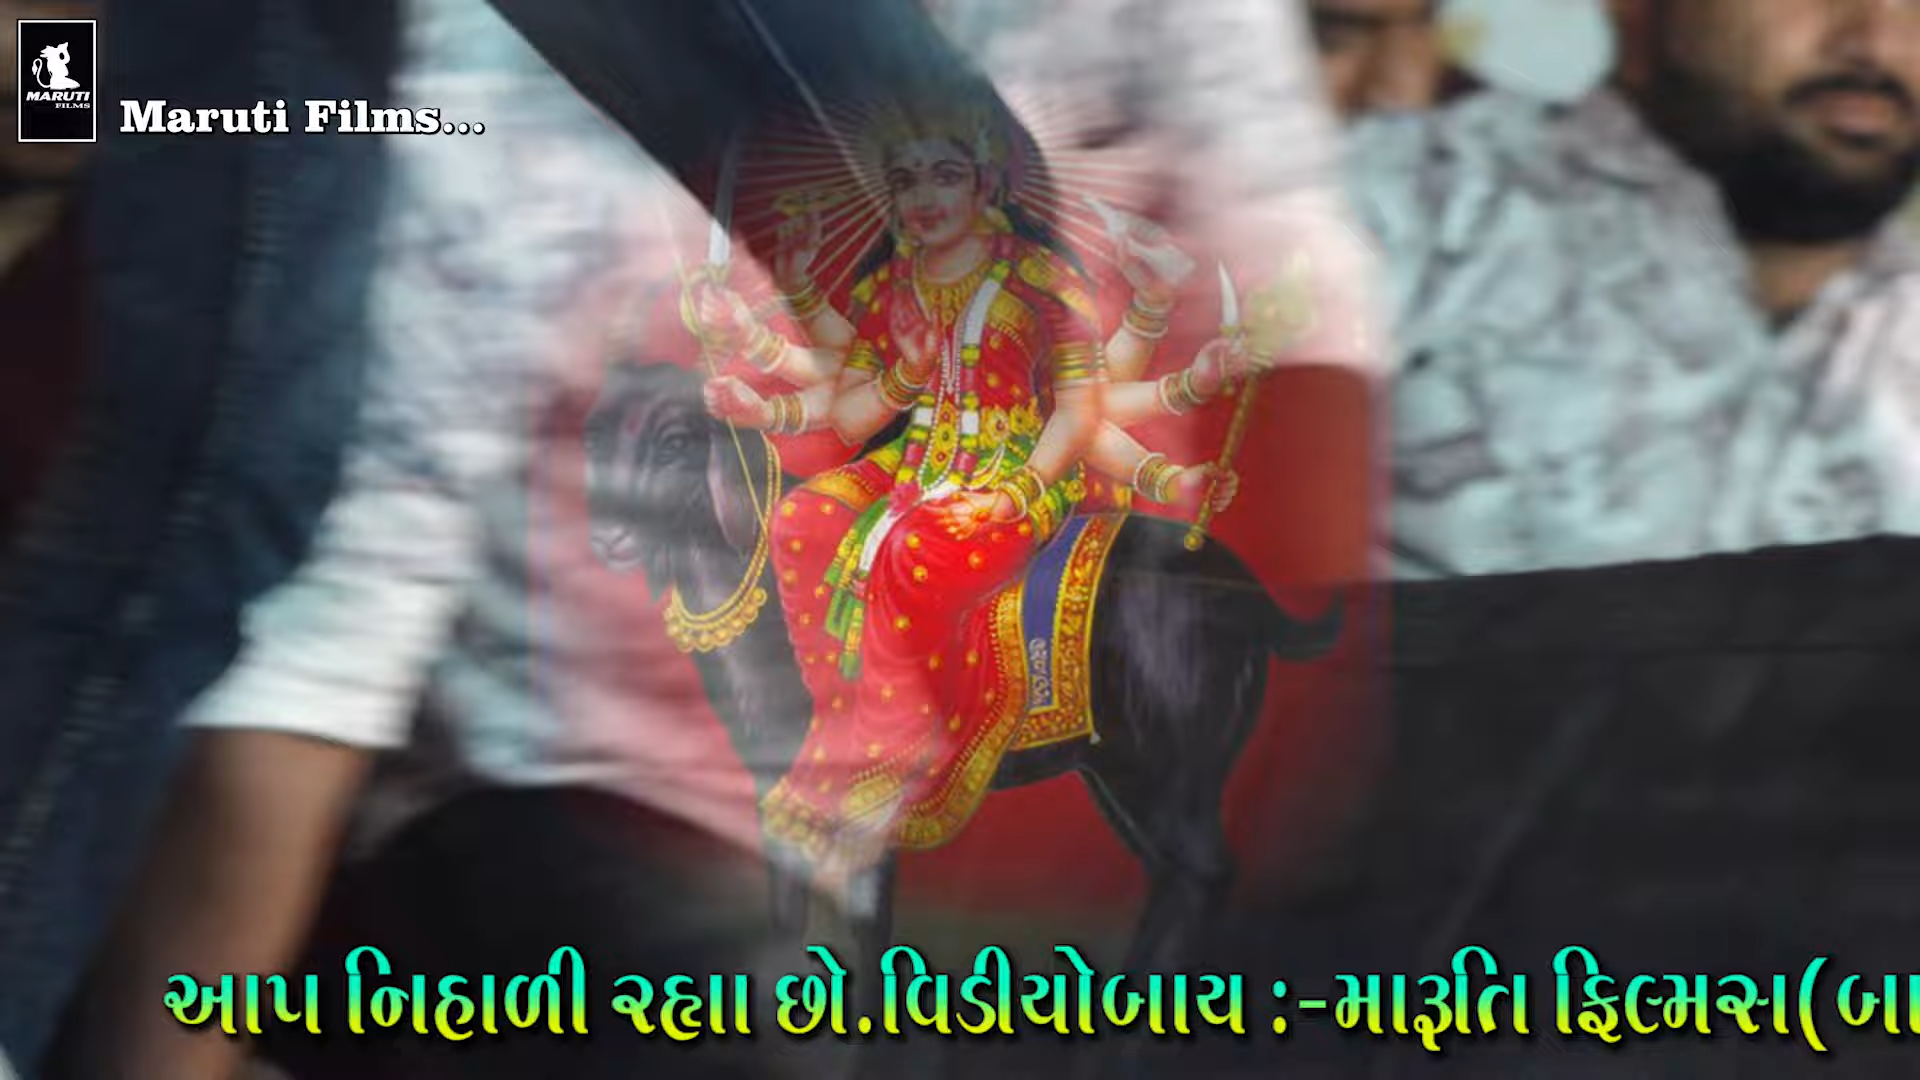 MARUTI
FILMS
Maruti Films...
આપ નિહાળી રહ્યા છો.વિડીયોબાય :-મારૂતિ ફિલ્મસ(બા